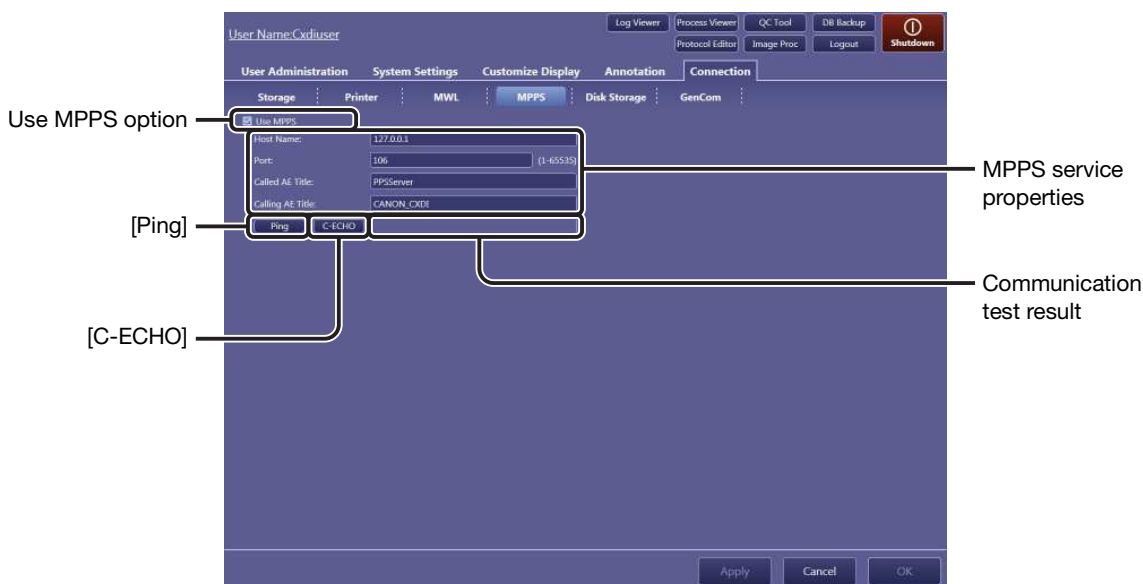 User Name:Cxdiuser
Log Viewer
Process Viewer
QC Tool
DB Backup
Shutdown
Protocol Editor
Image Proc
Logout
User Administration
System Settings
Customize Display
Annotation
Connection
Storage
Printer
MWL
MPPS
Disk Storage
GenCom
Use MPPS option
Use MPPS
Host Name:
127.0.0.1
Port:
106
(1-65535)
Called AE Title:
PPSServer
Calling AE Title:
CANON_CXDI
MPPS service
properties
[Ping]
Ping
C-ECHO
Communication
test result
[C-ECHO]
Apply
Cancel
OK